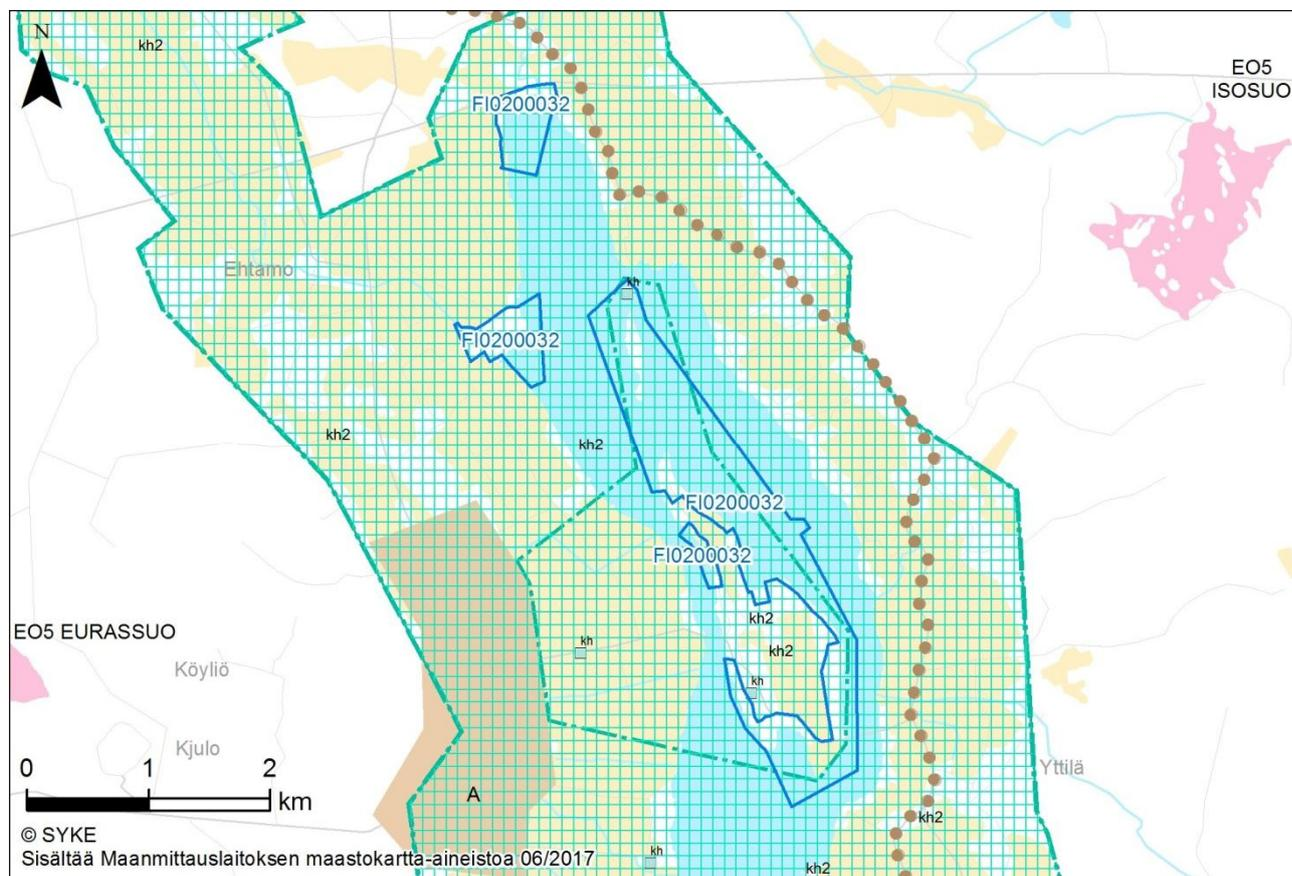 kh2
N
EO5
ISOSUO
FI0200032
Ehtamo
kh
FI0200032
kh2
kh2
FI0200032
FI0200032
kh2
EO5 EURASSUO
kh
kh2
Köyliö
kh
Kjulo
Yttilä
0 1 2
km
A
kh2
© SYKE
Sisältää Maanmittauslaitoksen maastokartta-aineistoa 06/2017
kh
kh2